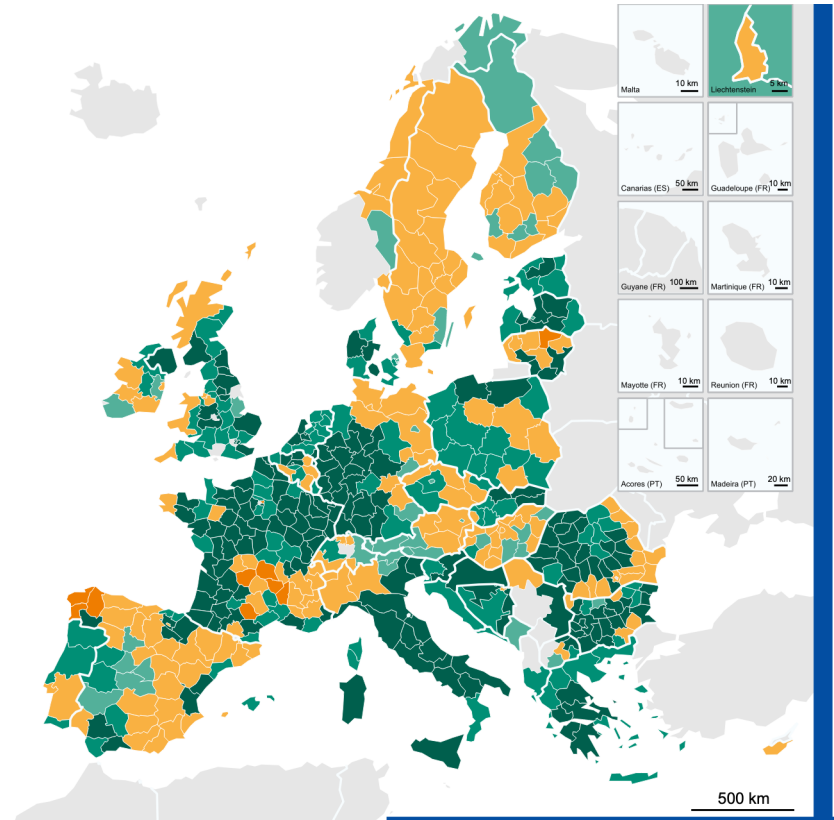 Malta
10 km
Liechtenstein
5 km
Canarias (ES)
50 km
Guadeloupe (FR)
10 km
Guyane (FR)
100 km
Martinique (FR)
10 km
Mayotte (FR)
10 km
Reunion (FR)
10 km
Acores (PT)
50 km
Madeira (PT)
20 km
500 km